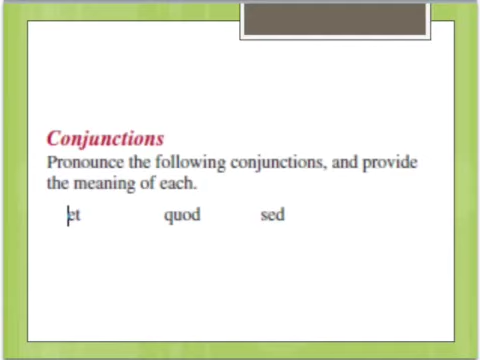 Conjunctions
Pronounce the following conjunctions, and provide
the meaning of each.
et quod sed